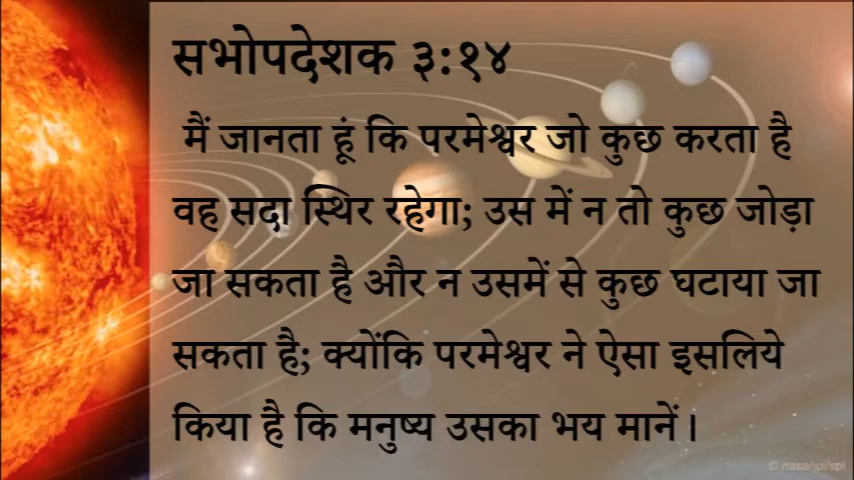 सभोपदेशक ३:१४
मैं जानता हूं कि परमेश्वर जो कुछ करता है
वह सदा स्थिर रहेगा; उस में न तो कुछ जोड़ा
जा सकता है और न उसमें से कुछ घटाया जा
सकता है; क्योंकि परमेश्वर ने ऐसा इसलिये
किया है कि मनुष्य उसका भय मानें।
© nasa/jpl/spl